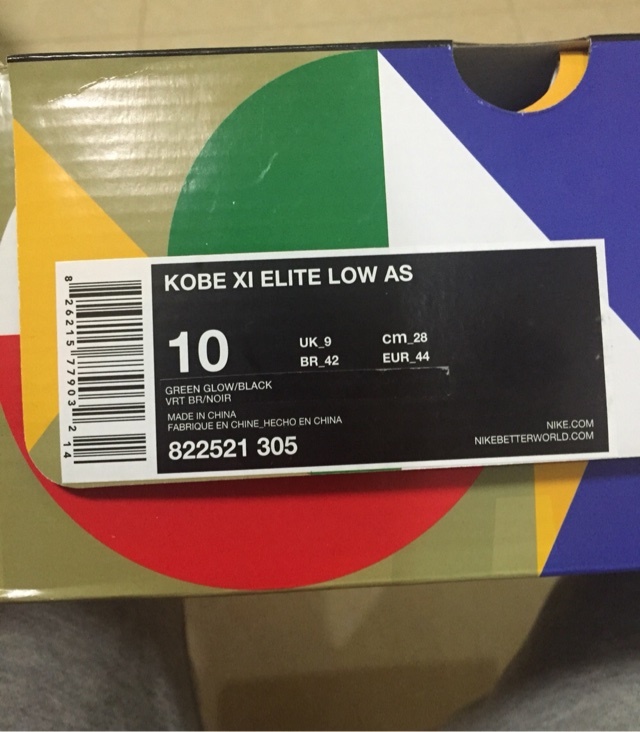 KOBE XI ELITE LOW AS
10
UK_9
cm_28
BR_42
EUR_44
GREEN GLOW/BLACK
VRT BR/NOIR
MADE IN CHINA
FABRIQUE EN CHINE_HECHO EN CHINA
822521 305
NIKE.COM
NIKEBETTERWORLD.COM
8 26215 77903 2 14